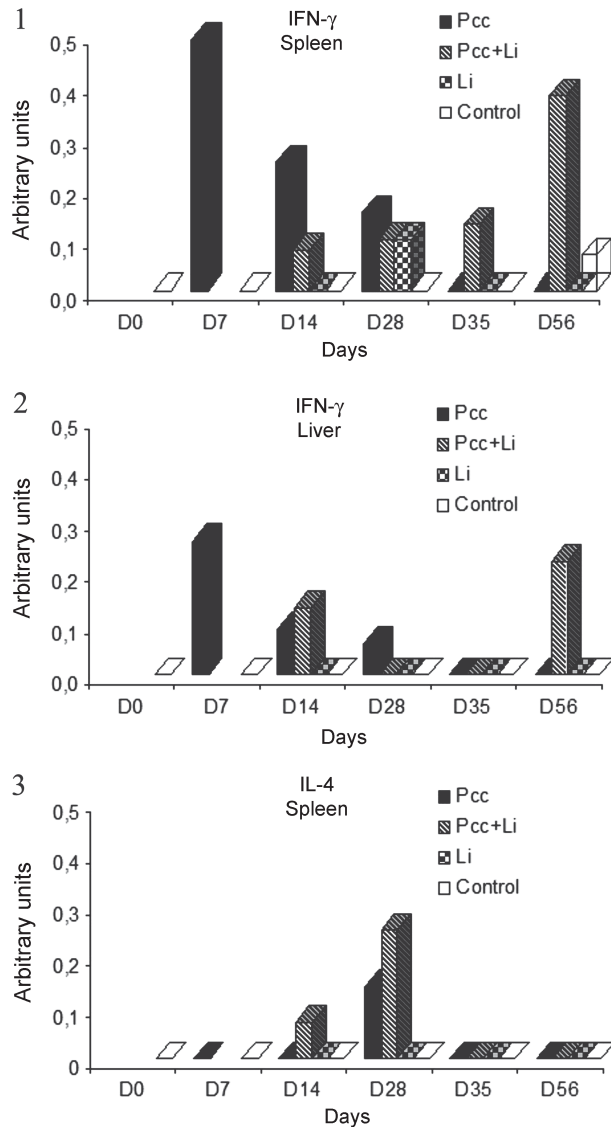 1
IFN-γ
Spleen
Pcc
Pcc+Li
Li
Control
Arbitrary units
0,5
0,4
0,3
0,2
0,1
0,0
D0 D7 D14 D28 D35 D56
Days
2
IFN-γ
Liver
Pcc
Pcc+Li
Li
Control
Arbitrary units
0,5
0,4
0,3
0,2
0,1
0,0
D0 D7 D14 D28 D35 D56
Days
3
IL-4
Spleen
Pcc
Pcc+Li
Li
Control
Arbitrary units
0,5
0,4
0,3
0,2
0,1
0
D0 D7 D14 D28 D35 D56
Days